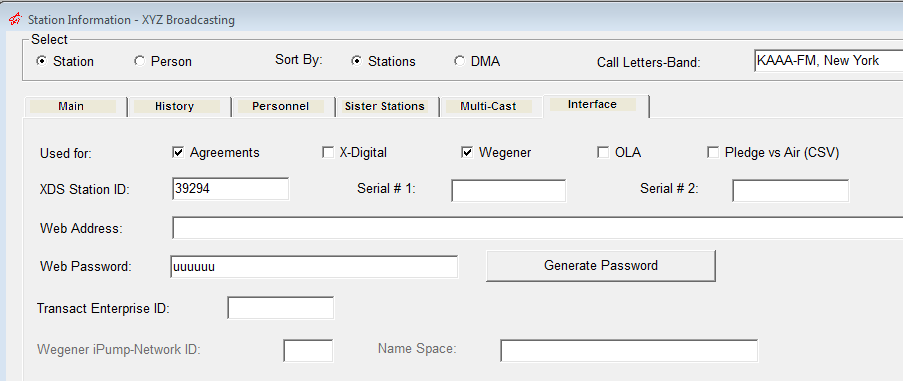 Station Information - XYZ Broadcasting
Select
Station Person Sort By: Stations DMA Call Letters-Band: KAAA-FM, New York
Main History Personnel Sister Stations Multi-Cast Interface
Used for: Agreements X-Digital Wegener OLA Pledge vs Air (CSV)
XDS Station ID: 39294 Serial # 1: Serial # 2:
Web Address:
Web Password: uuuuuu Generate Password
Transact Enterprise ID:
Wegener iPump-Network ID: Name Space: